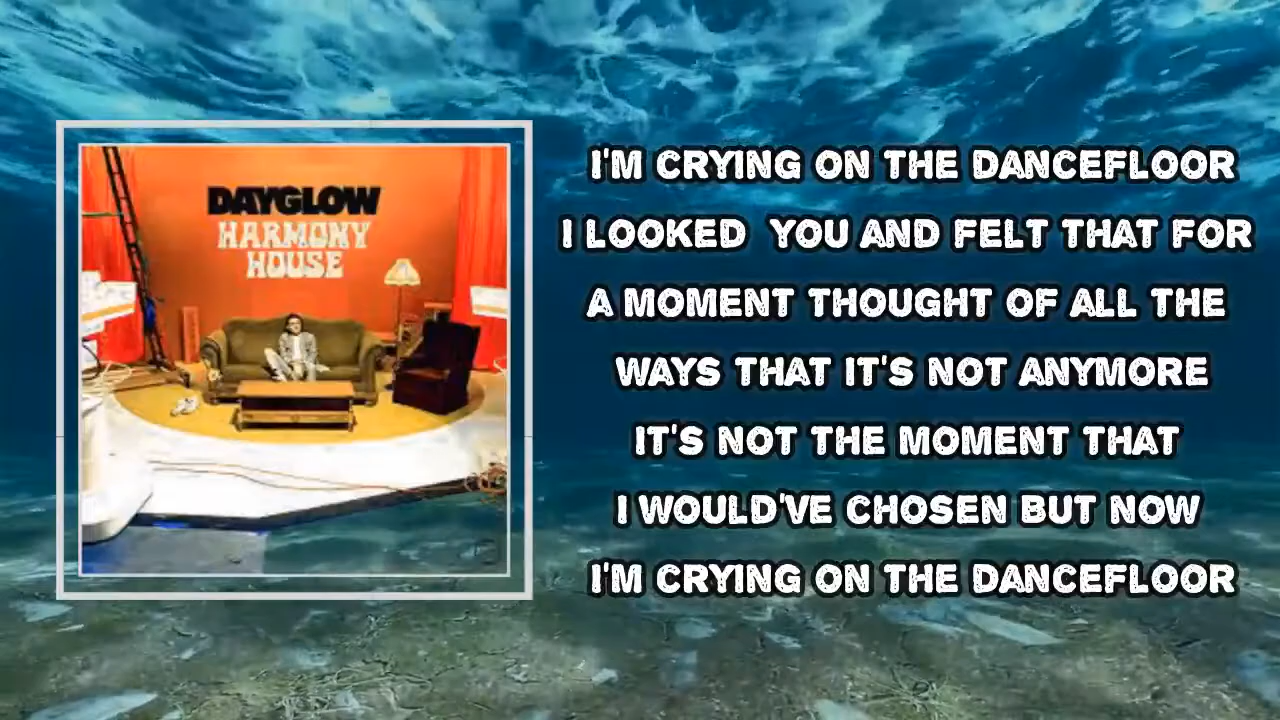 DAYGLOW
HARMONY
HOUSE
I'M CRYING ON THE DANCEFLOOR
I LOOKED YOU AND FELT THAT FOR
A MOMENT THOUGHT OF ALL THE
WAYS THAT IT'S NOT ANYMORE
IT'S NOT THE MOMENT THAT
I WOULD'VE CHOSEN BUT NOW
I'M CRYING ON THE DANCEFLOOR